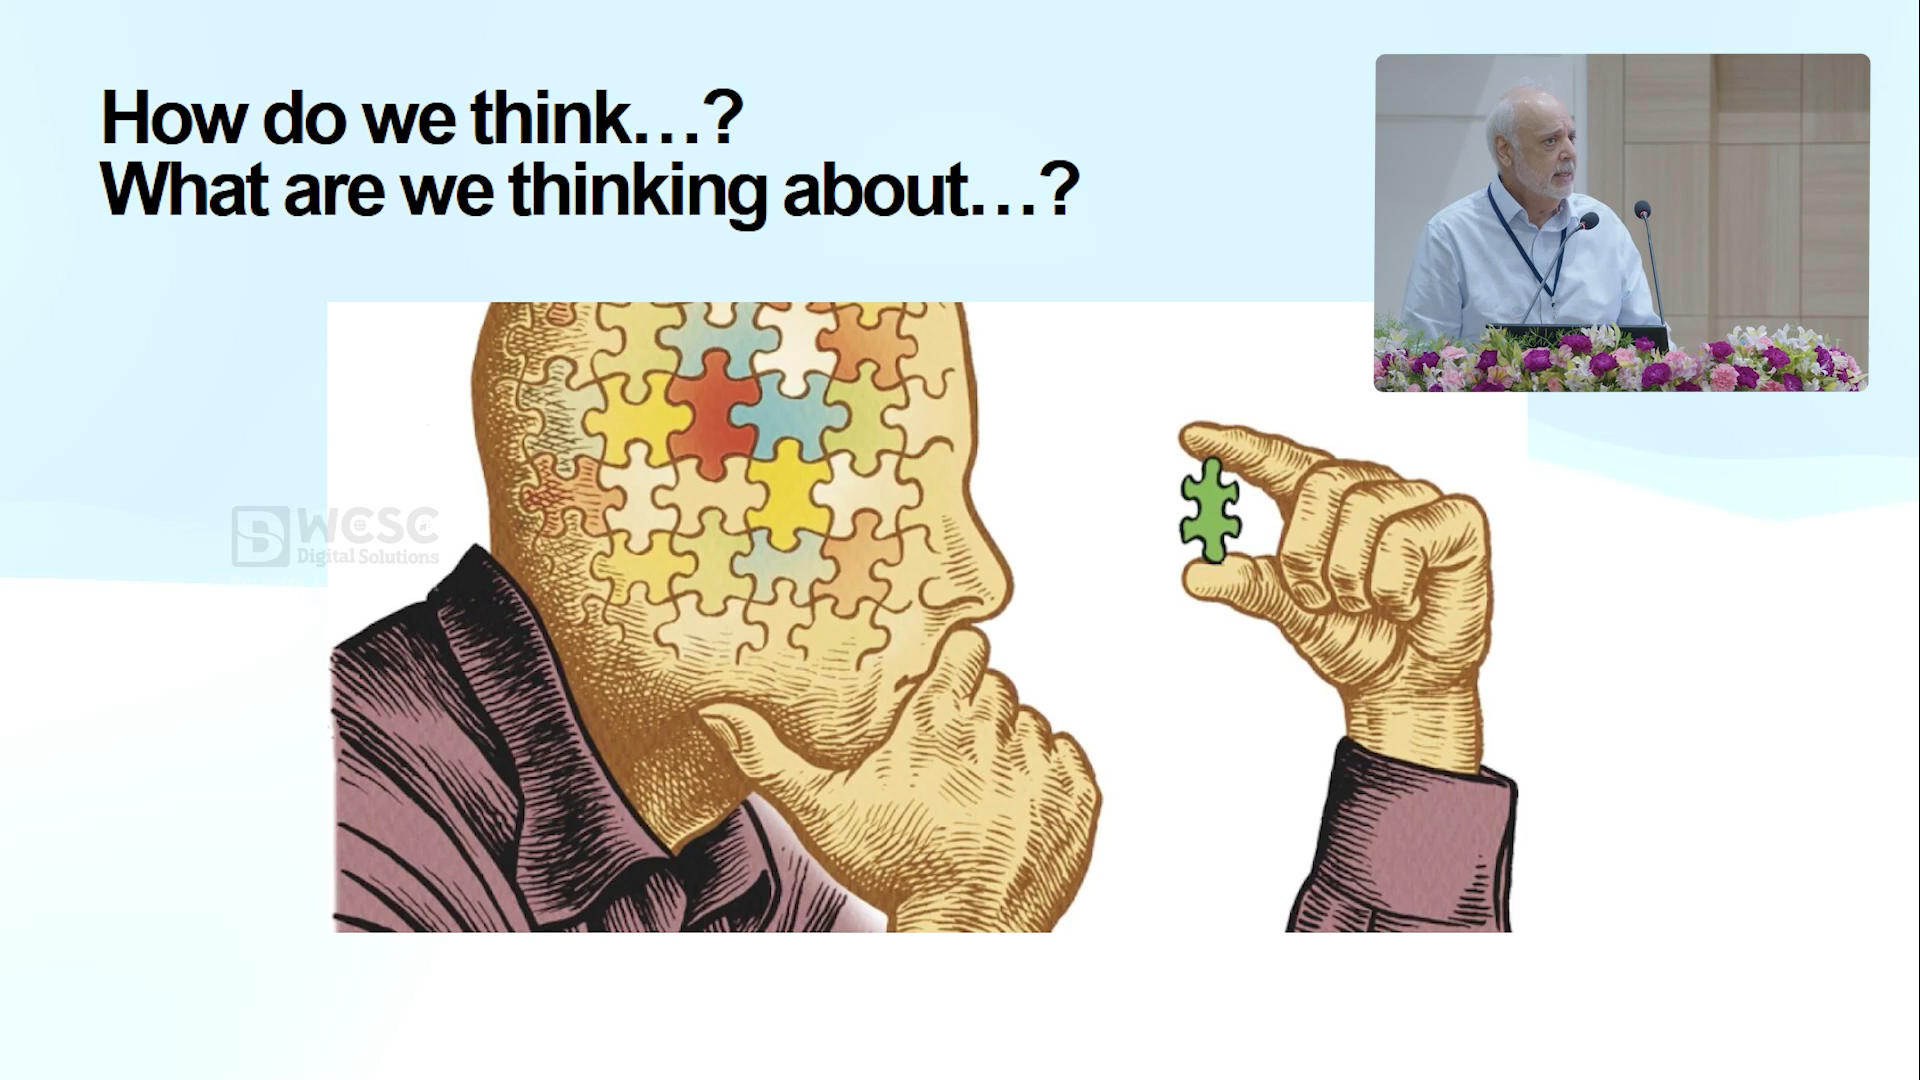 How do we think…?
What are we thinking about…?
WCSC
Digital Solutions